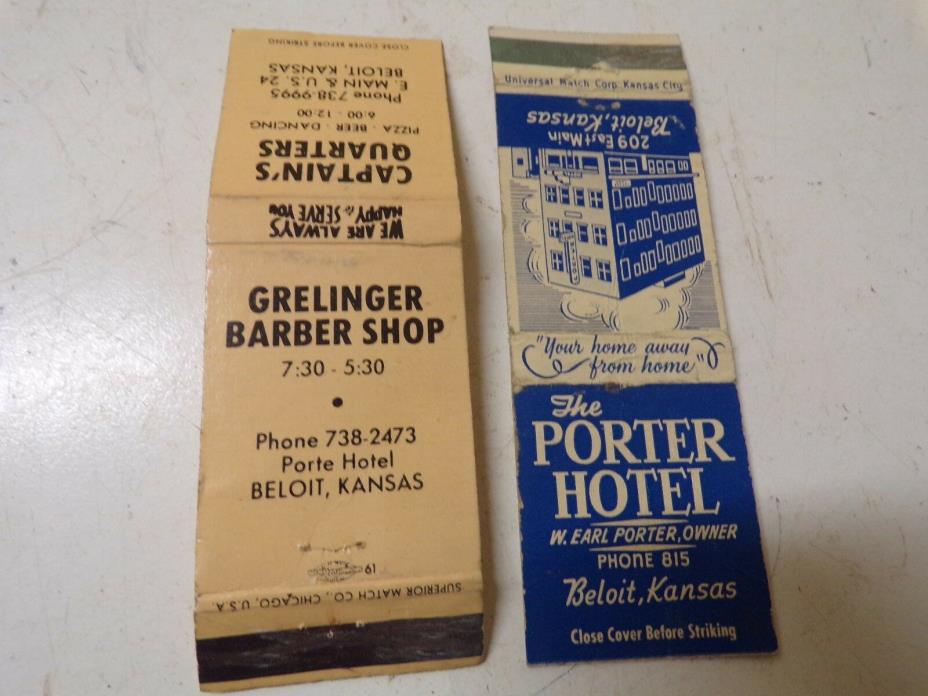 CLOSE COVER BEFORE STRIKING
CAPTAIN'S
QUARTERS
PIZZA - BEER - DANCING
6:00 - 12:00
Phone 738-9995
E. MAIN & U.S. 24
BELOIT, KANSAS
WE ARE ALWAYS
HAPPY to SERVE YOU
GRELINGER
BARBER SHOP
7:30 - 5:30
Phone 738-2473
Porte Hotel
BELOIT, KANSAS
61
SUPERIOR MATCH CO., CHICAGO, U.S.A.
Universal Match Corp. Kansas City
209 East Main
Beloit, Kansas
"Your home away
from home"
The
PORTER
HOTEL
W. EARL PORTER, OWNER
PHONE 815
Beloit, Kansas
Close Cover Before Striking